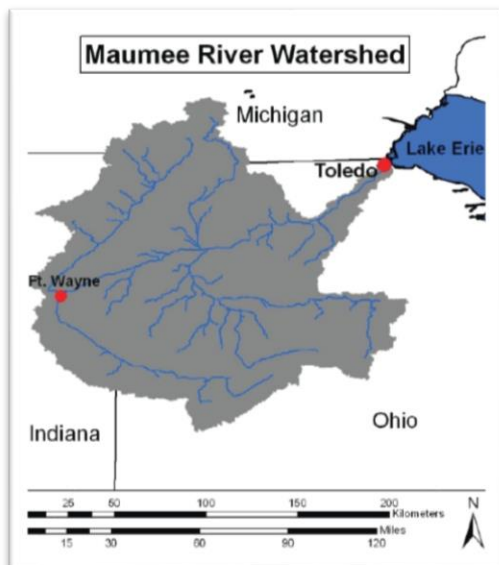 Maumee River Watershed
Michigan
Lake Erie
Toledo
Ft. Wayne
Indiana
Ohio
25 50 100 150 200
Kilometers
Miles
15 30 60 90 120
N